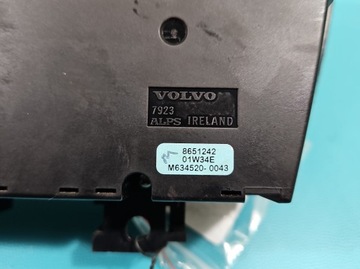 VOLVO
7923
ALPS IRELAND
8651242
01W34E
M634520-0043